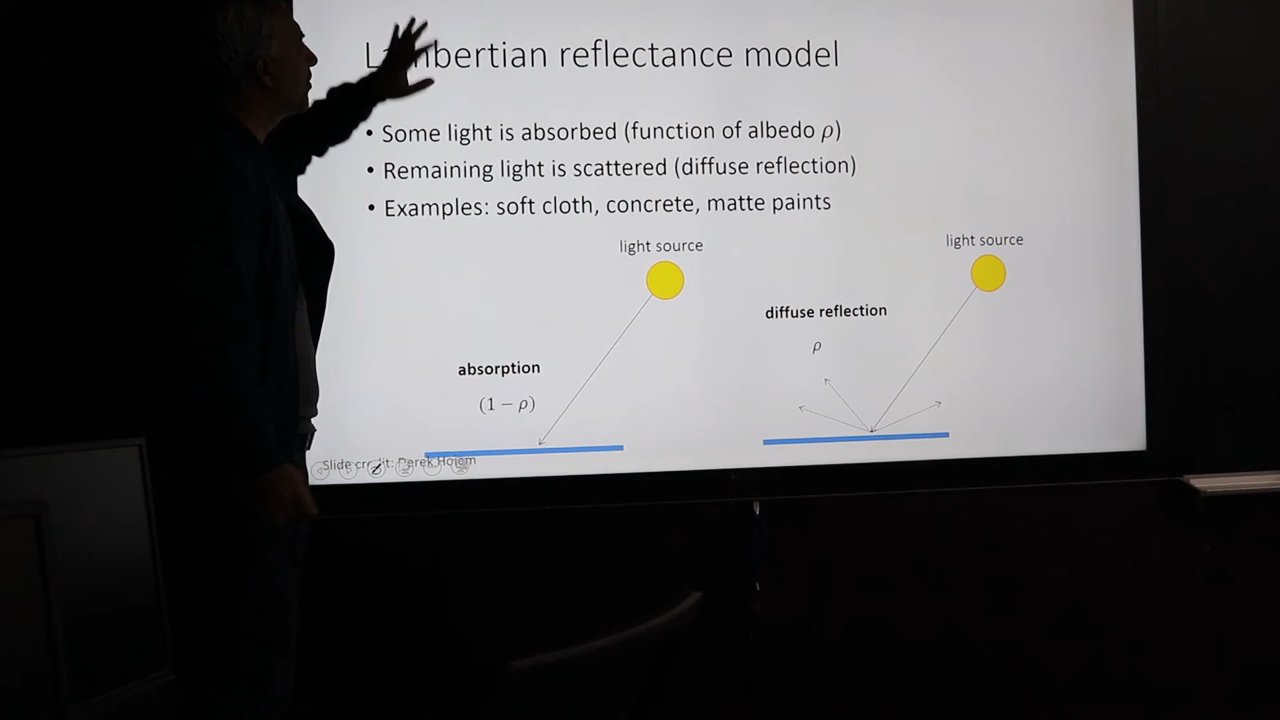 Lambertian reflectance model
• Some light is absorbed (function of albedo ρ)
• Remaining light is scattered (diffuse reflection)
• Examples: soft cloth, concrete, matte paints
light source
light source
diffuse reflection
ρ
absorption
(1 − ρ)
Slide credit: Derek Hoiem